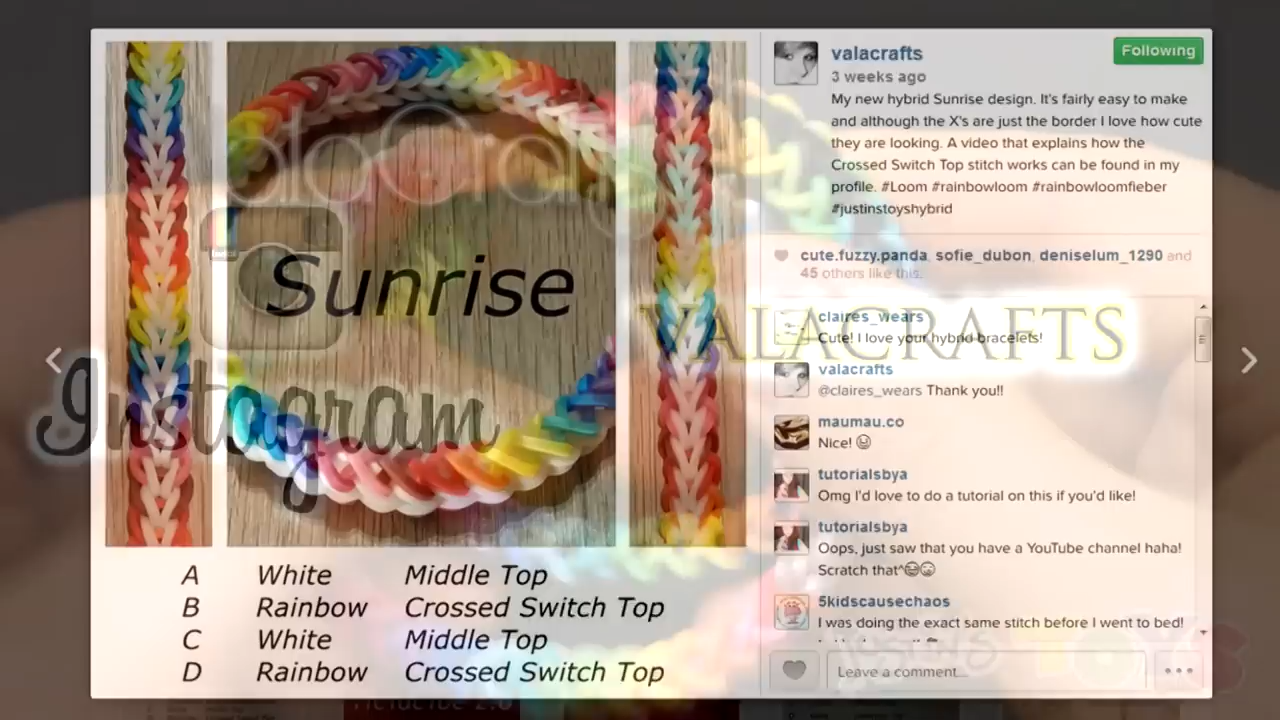 valacrafts
Following
3 weeks ago
My new hybrid Sunrise design. It's fairly easy to make
and although the X's are just the border I love how cute
they are looking. A video that explains how the
Crossed Switch Top stitch works can be found in my
profile. #Loom #rainbowloom #rainbowloomfieber
#justinstoyshybrid
cute.fuzzy.panda, sofie_dubon, deniselum_1290 and
45 others like this.
claires_wears
Cute! I love your hybrid bracelets!
valacrafts
@claires_wears Thank you!!
maumau.co
Nice!
tutorialsbya
Omg I'd love to do a tutorial on this if you'd like!
tutorialsbya
Oops, just saw that you have a YouTube channel haha!
Scratch that^
5kidscausechaos
I was doing the exact same stitch before I went to bed!
Leave a comment...
Sunrise
VALACRAFTS
Instagram
A White Middle Top
B Rainbow Crossed Switch Top
C White Middle Top
D Rainbow Crossed Switch Top